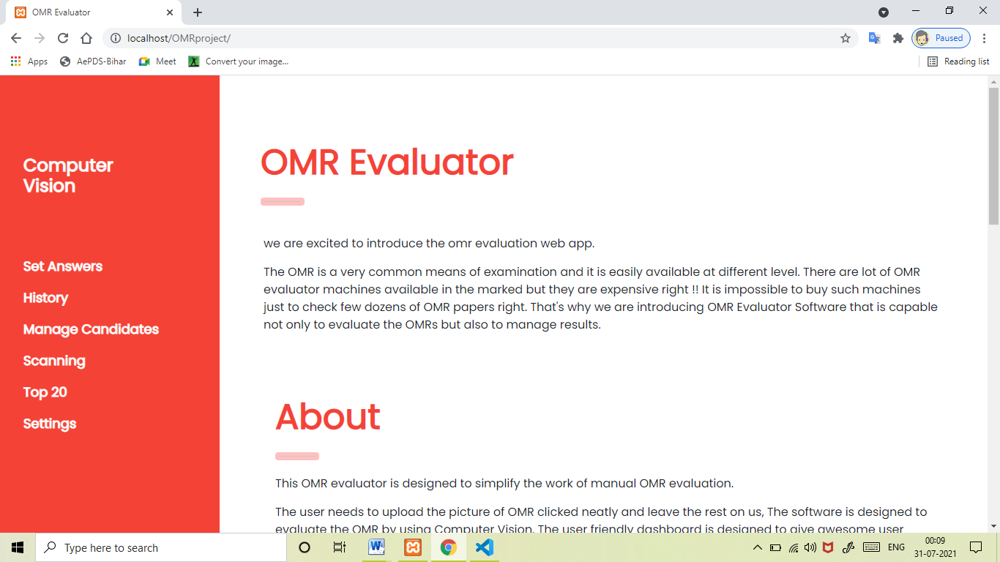 OMR Evaluator
localhost/OMRproject/
Paused
Apps
AePDS-Bihar
Meet
Convert your image...
Reading list
Computer
Vision
Set Answers
History
Manage Candidates
Scanning
Top 20
Settings
OMR Evaluator
we are excited to introduce the omr evaluation web app.
The OMR is a very common means of examination and it is easily available at different level. There are lot of OMR
evaluator machines available in the marked but they are expensive right !! It is impossible to buy such machines
just to check few dozens of OMR papers right. That's why we are introducing OMR Evaluator Software that is capable
not only to evaluate the OMRs but also to manage results.
About
This OMR evaluator is designed to simplify the work of manual OMR evaluation.
The user needs to upload the picture of OMR clicked neatly and leave the rest on us, The software is designed to
evaluate the OMR by using Computer Vision. The user friendly dashboard is designed to give awesome user
Type here to search
ENG
00:09
31-07-2021